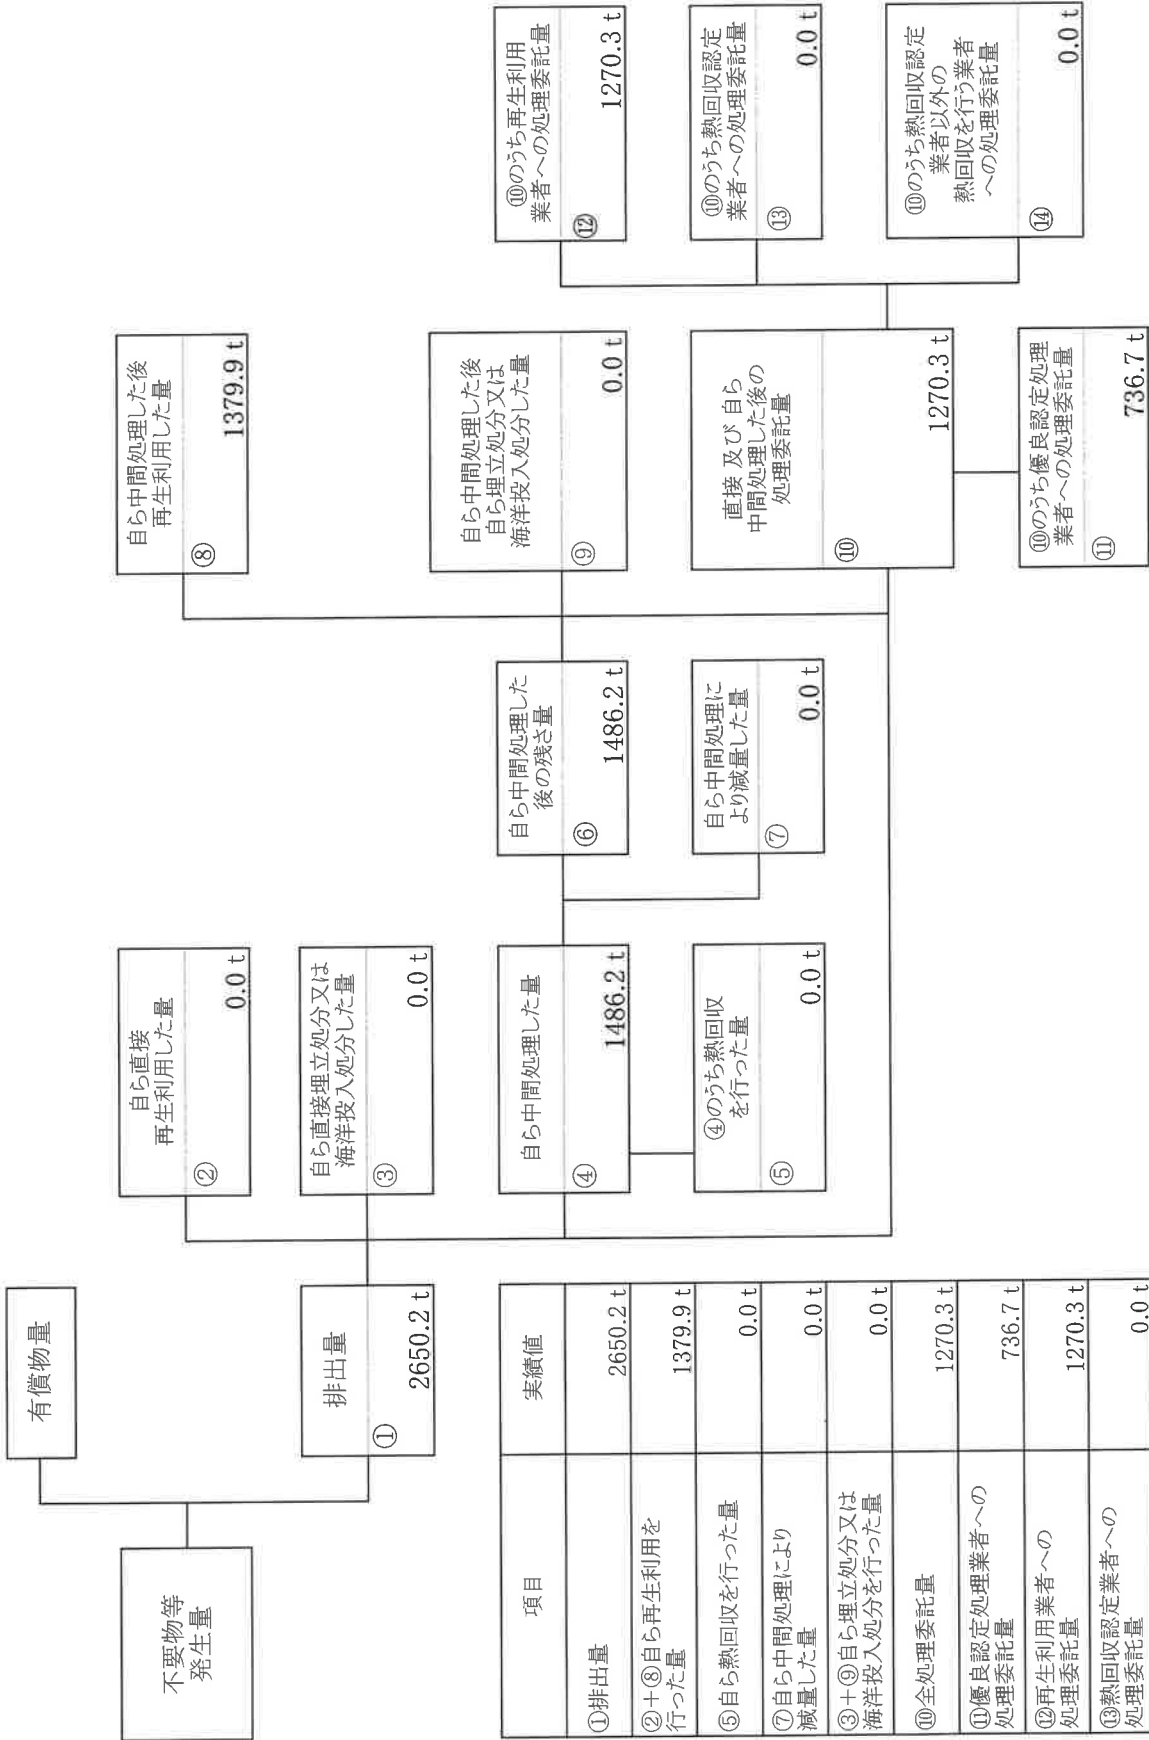 有償物量
不要物等
発生量
排出量
①
2650.2 t
自ら直接
再生利用した量
②
0.0 t
自ら直接埋立処分又は
海洋投入処分した量
③
0.0 t
自ら中間処理した量
④
1486.2 t
④のうち熱回収
を行った量
⑤
0.0 t
自ら中間処理した
後の残さ量
⑥
1486.2 t
自ら中間処理に
より減量した量
⑦
0.0 t
自ら中間処理した後
再生利用した量
⑧
1379.9 t
自ら中間処理した後
自ら埋立処分又は
海洋投入処分した量
⑨
0.0 t
直接 及び 自ら
中間処理した後の
処理委託量
⑩
1270.3 t
⑩のうち優良認定処理
業者への処理委託量
⑪
736.7 t
⑩のうち再生利用
業者への処理委託量
⑫
1270.3 t
⑩のうち熱回収認定
業者への処理委託量
⑬
0.0 t
⑩のうち熱回収認定
業者以外の
熱回収を行う業者
への処理委託量
⑭
0.0 t
項目 実績値
①排出量 2650.2 t
②+⑧自ら再生利用を
行った量 1379.9 t
⑤自ら熱回収を行った量 0.0 t
⑦自ら中間処理により
減量した量 0.0 t
③+⑨自ら埋立処分又は
海洋投入処分を行った量 0.0 t
⑩全処理委託量 1270.3 t
⑪優良認定処理業者への
処理委託量 736.7 t
⑫再生利用業者への
処理委託量 1270.3 t
⑬熱回収認定業者への
処理委託量 0.0 t